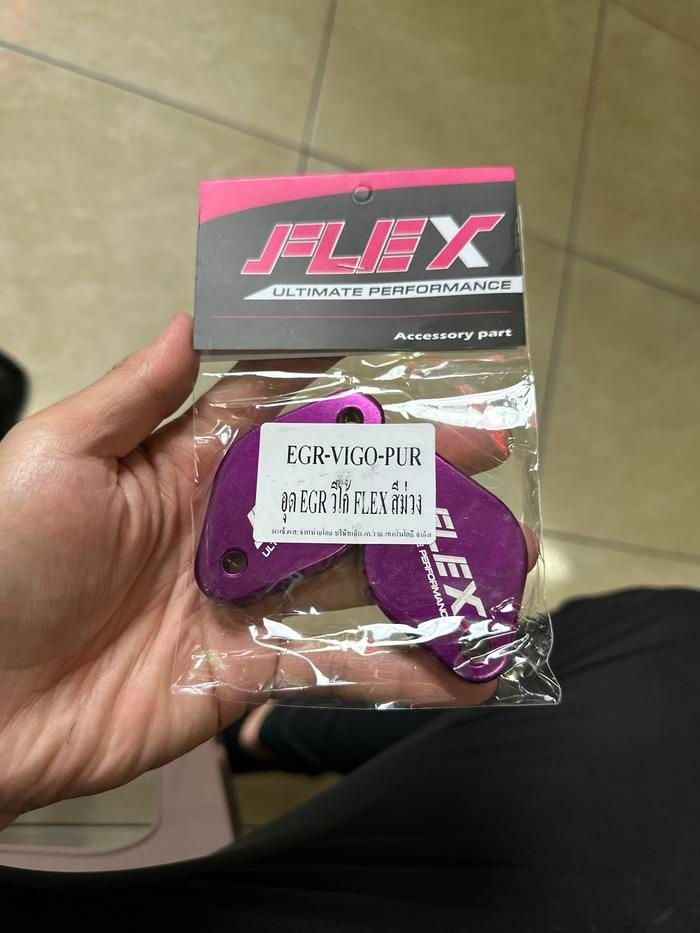 FLEX
ULTIMATE PERFORMANCE
Accessory part
EGR-VIGO-PUR
อุด EGR วีโก้ FLEX สีม่วง
FLEX
PERFORMANC